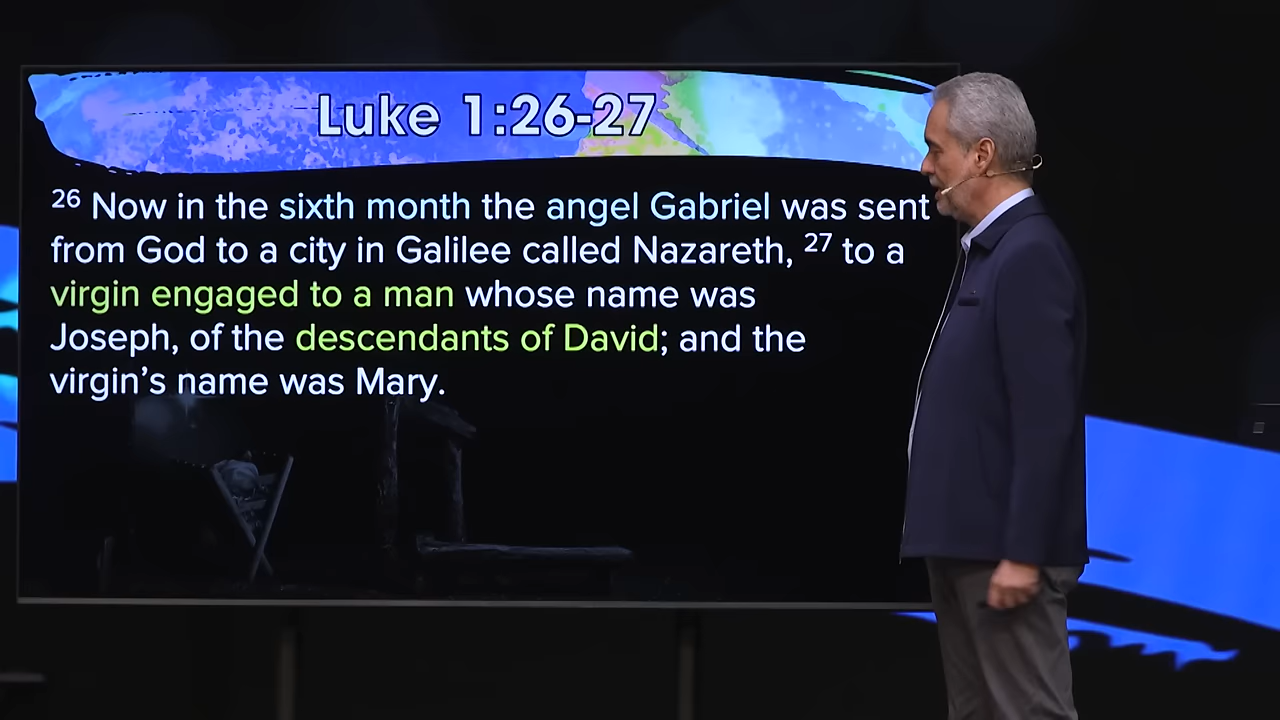 Luke 1:26-27
²⁶ Now in the sixth month the angel Gabriel was sent
from God to a city in Galilee called Nazareth, ²⁷ to a
virgin engaged to a man whose name was
Joseph, of the descendants of David; and the
virgin’s name was Mary.